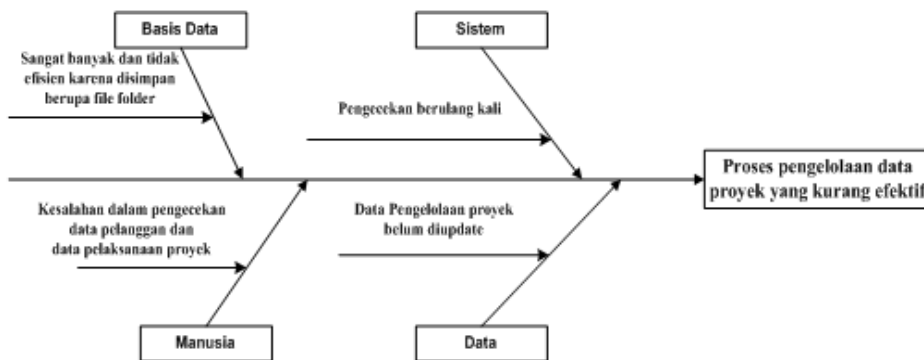 Basis Data
Sistem
Sangat banyak dan tidak
efisien karena disimpan
berupa file folder
Pengecekan berulang kali
Proses pengelolaan data
proyek yang kurang efektif
Kesalahan dalam pengecekan
data pelanggan dan
data pelaksanaan proyek
Data Pengelolaan proyek
belum diupdate
Manusia
Data